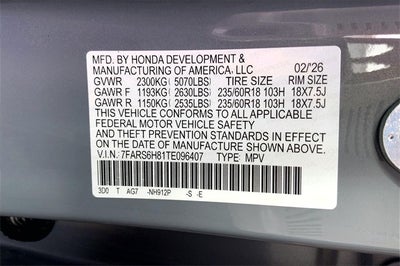 MFD. BY HONDA DEVELOPMENT &
MANUFACTURING OF AMERICA, LLC 02/'26
GVWR 2300KG (5070LBS) TIRE SIZE RIM SIZE
GAWR F 1193KG (2630LBS) 235/60R18 103H 18X7.5J
GAWR R 1150KG (2535LBS) 235/60R18 103H 18X7.5J
THIS VEHICLE CONFORMS TO ALL APPLICABLE
FEDERAL MOTOR VEHICLE SAFETY
AND THEFT PREVENTION STANDARDS IN EFFECT
ON THE DATE OF MANUFACTURE SHOWN ABOVE.
V.I.N.: 7FARS6H81TE096407 TYPE: MPV
3D0 T AG7 -NH912P -S -E